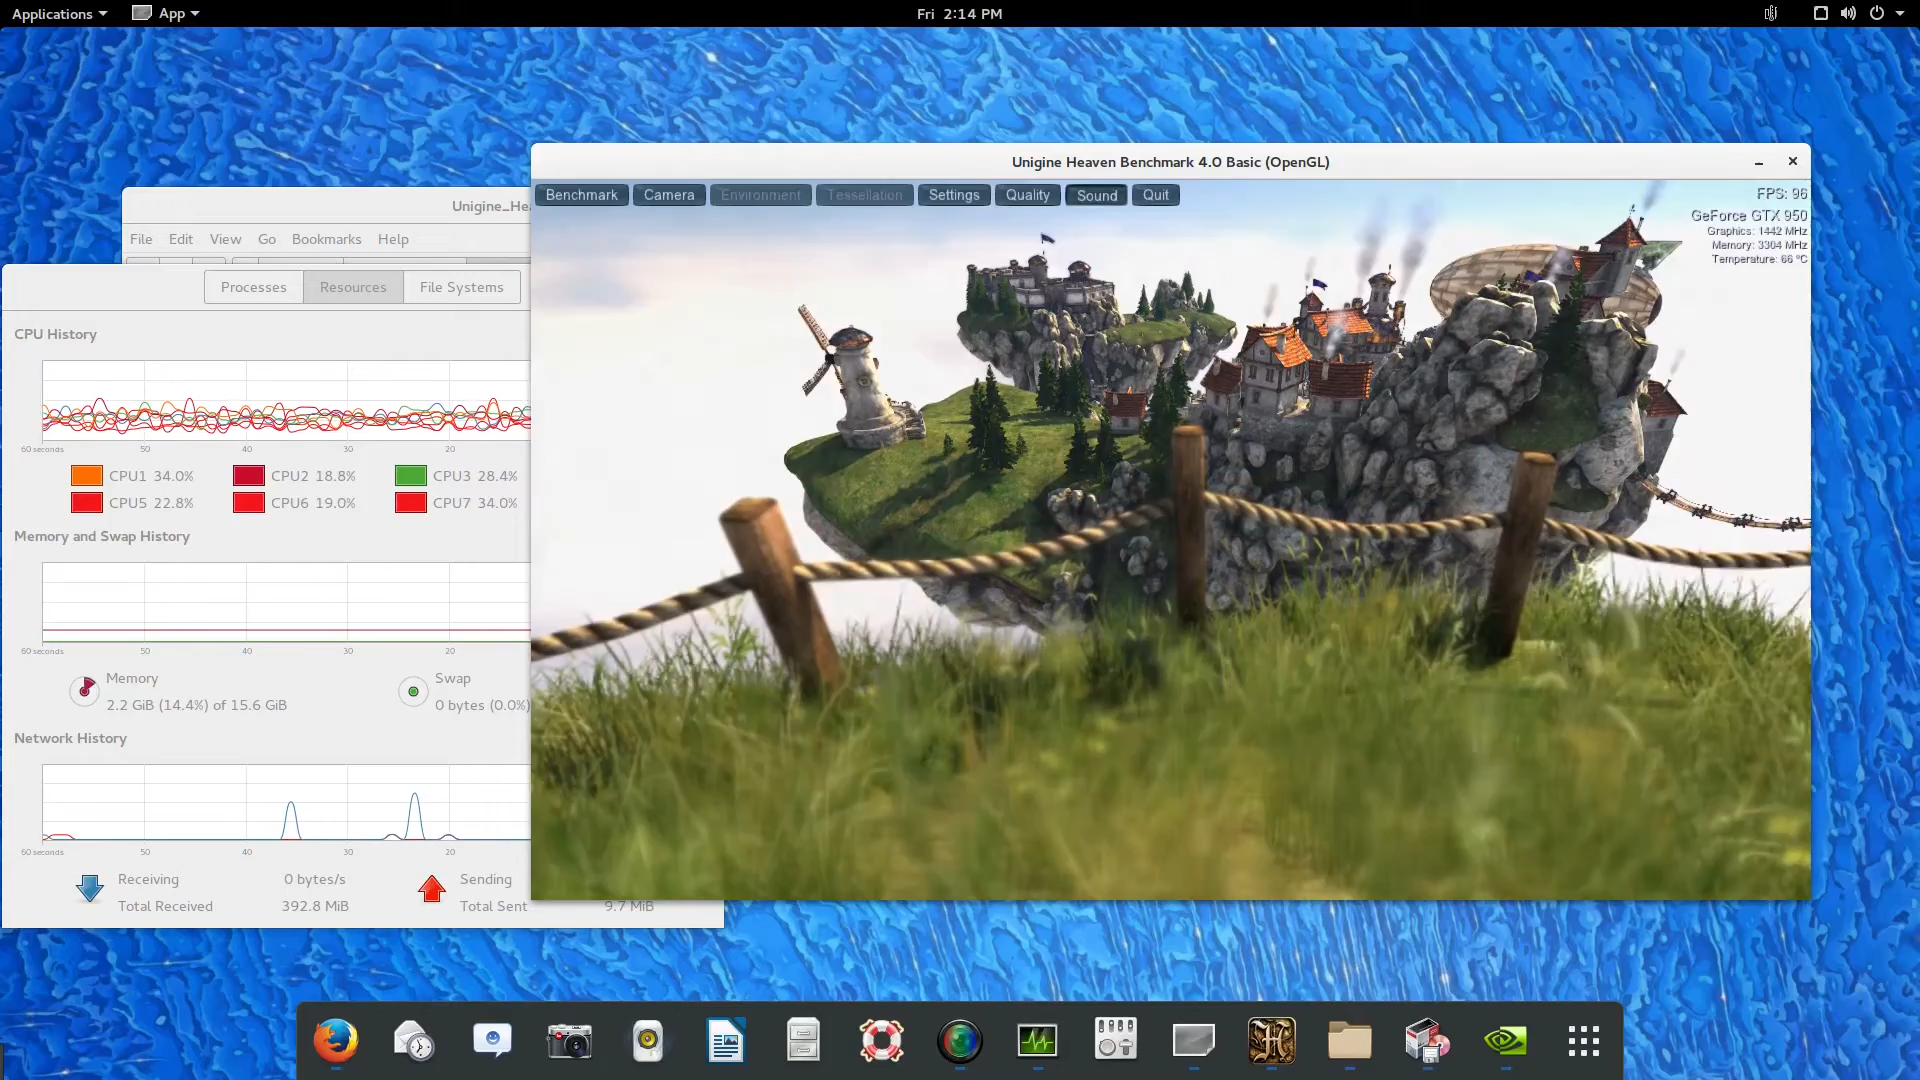 Applications App Fri 2:14 PM
Unigine Heaven Benchmark 4.0 Basic (OpenGL)
Benchmark Camera Environment Tessellation Settings Quality Sound Quit
FPS: 96
GeForce GTX 950
Graphics: 1442 MHz
Memory: 3304 MHz
Temperature: 66 °C
File Edit View Go Bookmarks Help
Processes Resources File Systems
CPU History
60 seconds 50 40 30 20
CPU1 34.0% CPU2 18.8% CPU3 28.4%
CPU5 22.8% CPU6 19.0% CPU7 34.0%
Memory and Swap History
60 seconds 50 40 30 20
Memory Swap
2.2 GiB (14.4%) of 15.6 GiB 0 bytes (0.0%)
Network History
60 seconds 50 40 30 20
Receiving 0 bytes/s Sending
Total Received 392.8 MiB Total Sent 9.7 MiB